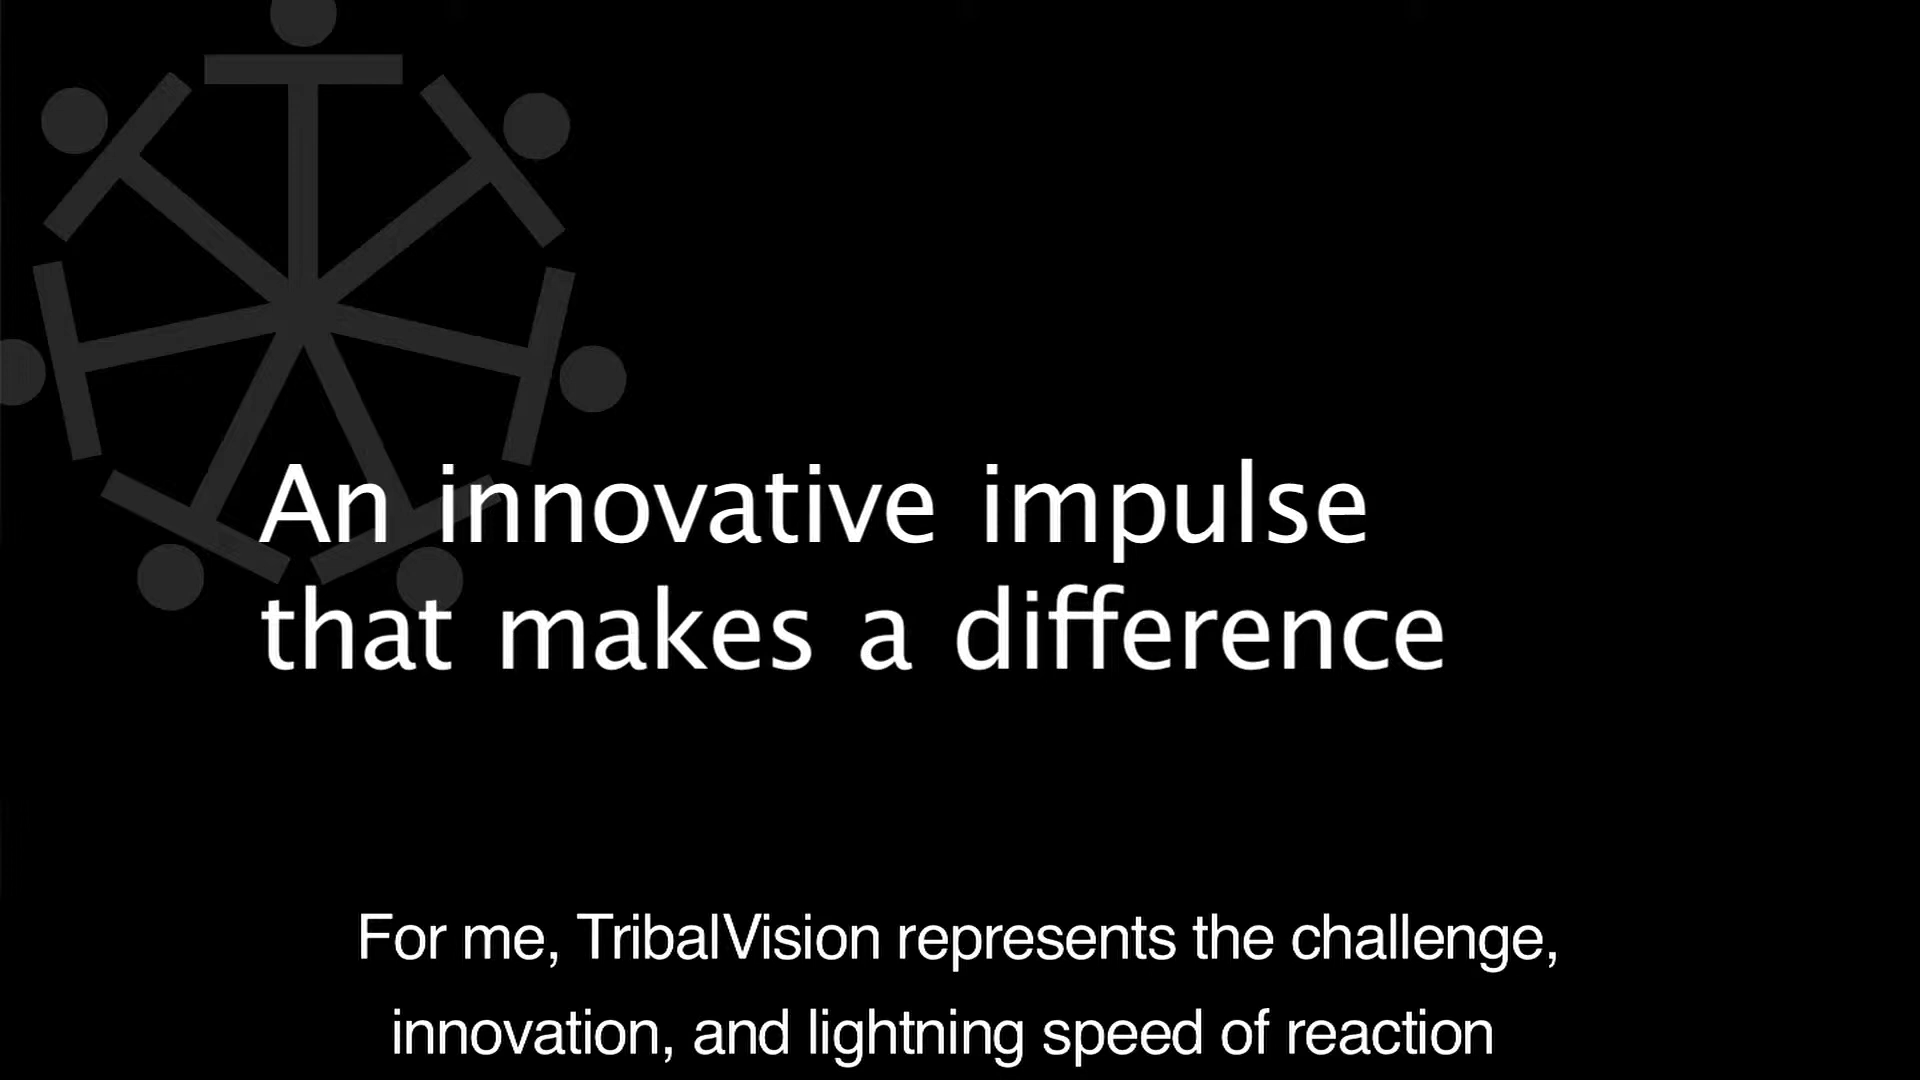 An innovative impulse
that makes a difference
For me, TribalVision represents the challenge,
innovation, and lightning speed of reaction